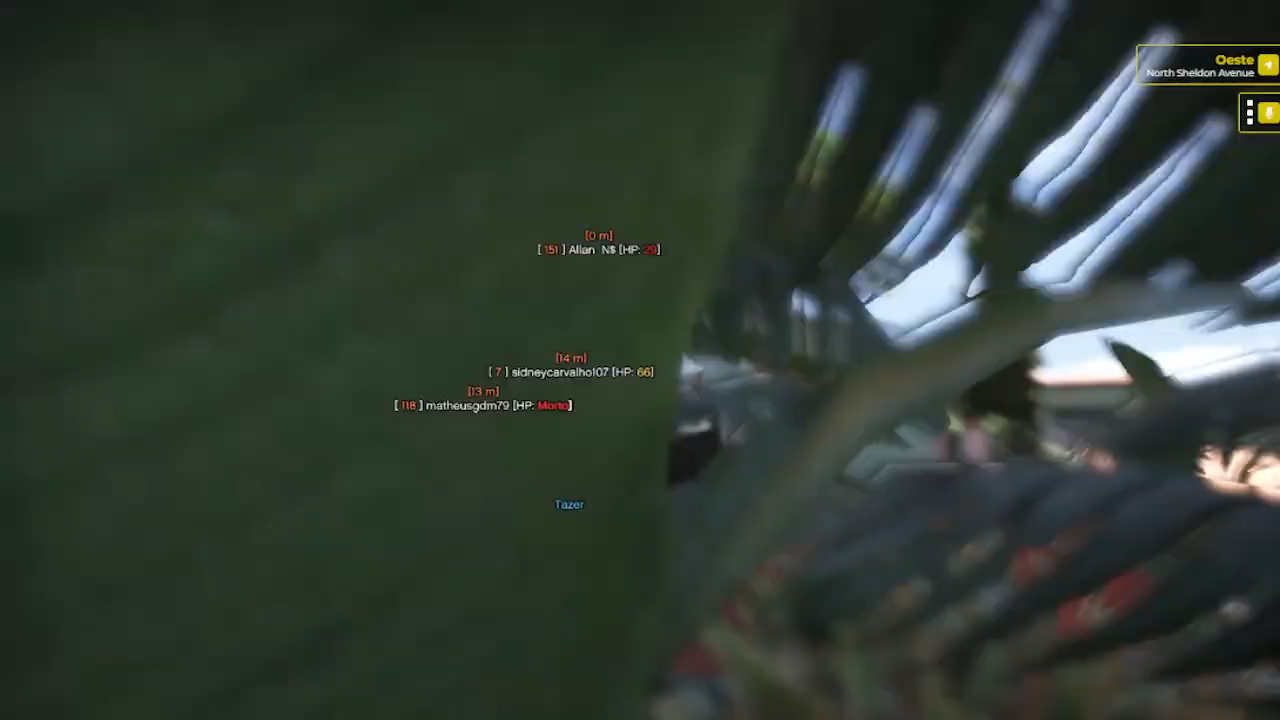 Oeste
North Sheldon Avenue
[0 m]
[ 151 ] Allan N$ [HP: 29]
[14 m]
[ 7 ] sidneycarvalho107 [HP: 66]
[13 m]
[ 118 ] matheusgdm79 [HP: Morto]
Tazer